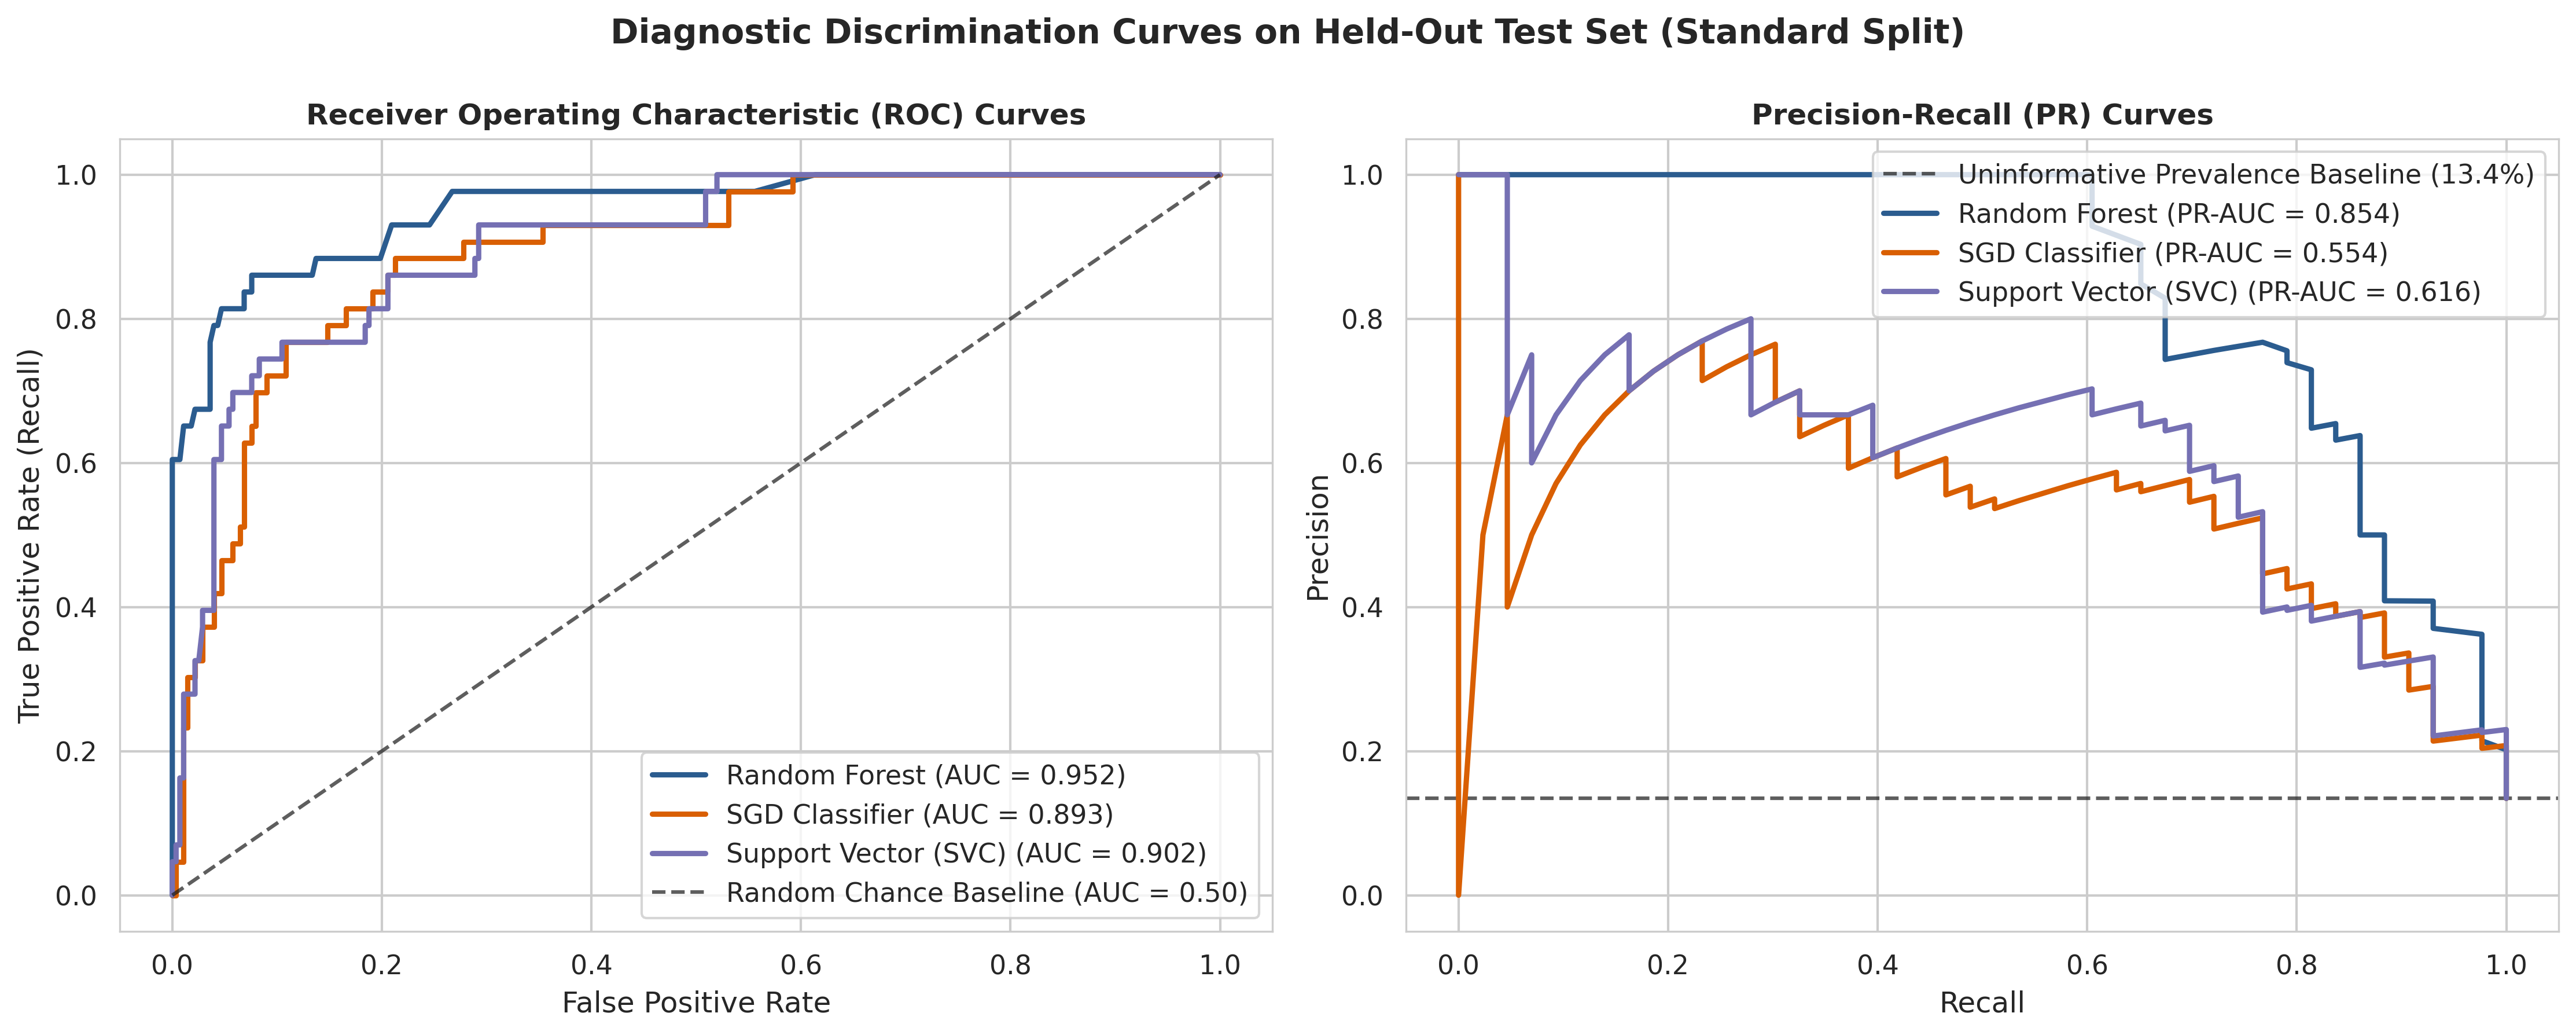 Diagnostic Discrimination Curves on Held-Out Test Set (Standard Split)
Receiver Operating Characteristic (ROC) Curves
True Positive Rate (Recall)
1.0
0.8
0.6
0.4
0.2
0.0
Random Forest (AUC = 0.952)
SGD Classifier (AUC = 0.893)
Support Vector (SVC) (AUC = 0.902)
Random Chance Baseline (AUC = 0.50)
0.0 0.2 0.4 0.6 0.8 1.0
False Positive Rate
Precision-Recall (PR) Curves
Precision
1.0
0.8
0.6
0.4
0.2
0.0
Uninformative Prevalence Baseline (13.4%)
Random Forest (PR-AUC = 0.854)
SGD Classifier (PR-AUC = 0.554)
Support Vector (SVC) (PR-AUC = 0.616)
0.0 0.2 0.4 0.6 0.8 1.0
Recall